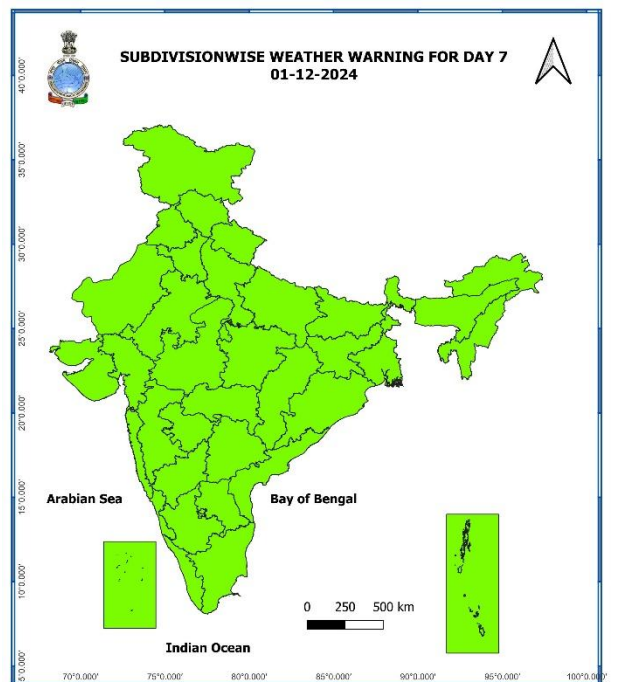 SUBDIVISIONWISE WEATHER WARNING FOR DAY 7
01-12-2024
40°0.000'
35°0.000'
30°0.000'
25°0.000'
20°0.000'
15°0.000'
10°0.000'
5°0.000'
Arabian Sea
Bay of Bengal
0 250 500 km
Indian Ocean
70°0.000' 75°0.000' 80°0.000' 85°0.000' 90°0.000' 95°0.000' 100°0.000'